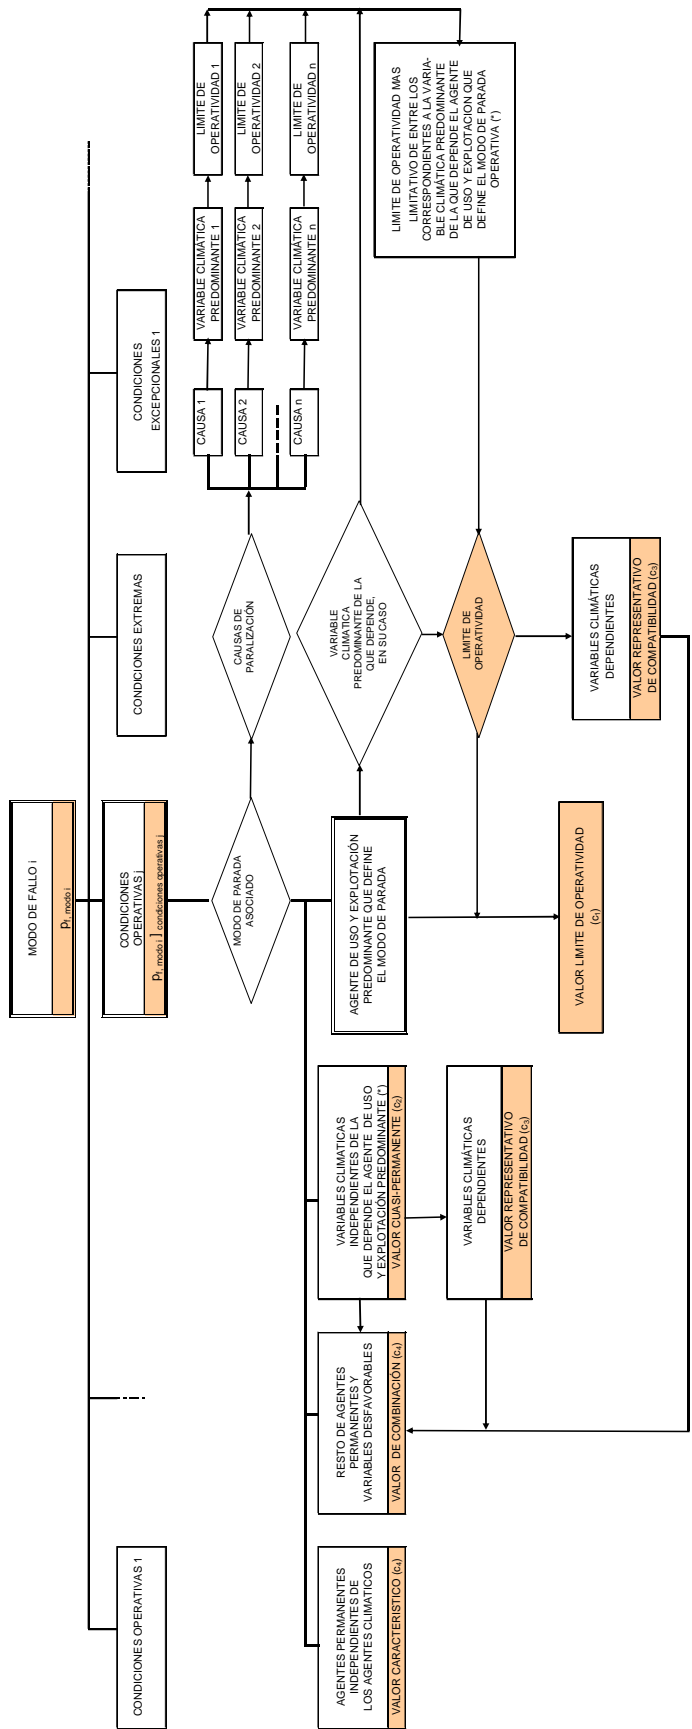 MODO DE FALLO i
pf, modo i
CONDICIONES OPERATIVAS 1
CONDICIONES
OPERATIVAS j
pf, modo i ] condiciones operativas j
CONDICIONES EXTREMAS
CONDICIONES
EXCEPCIONALES 1
MODO DE PARADA
ASOCIADO
CAUSAS DE
PARALIZACIÓN
CAUSA 1
VARIABLE CLIMÁTICA
PREDOMINANTE 1
LIMITE DE
OPERATIVIDAD 1
CAUSA 2
VARIABLE CLIMÁTICA
PREDOMINANTE 2
LIMITE DE
OPERATIVIDAD 2
CAUSA n
VARIABLE CLIMÁTICA
PREDOMINANTE n
LIMITE DE
OPERATIVIDAD n
AGENTES PERMANENTES
INDEPENDIENTES DE
LOS AGENTES CLIMATICOS
VALOR CARACTERISTICO (c4)
RESTO DE AGENTES
PERMANENTES Y
VARIABLES DESFAVORABLES
VALOR DE COMBINACIÓN (c4)
VARIABLES CLIMATICAS
INDEPENDIENTES DE LA
QUE DEPENDE EL AGENTE DE USO
Y EXPLOTACIÓN PREDOMINANTE (*)
VALOR CUASI-PERMANENTE (c2)
AGENTE DE USO Y EXPLOTACIÓN
PREDOMINANTE QUE DEFINE
EL MODO DE PARADA
VARIABLE
CLIMATICA
PREDOMINANTE DE LA
QUE DEPENDE,
EN SU CASO
LIMITE DE OPERATIVIDAD MAS
LIMITATIVO DE ENTRE LOS
CORRESPONDIENTES A LA VARIA-
BLE CLIMÁTICA PREDOMINANTE
DE LA QUE DEPENDE EL AGENTE
DE USO Y EXPLOTACION QUE
DEFINE EL MODO DE PARADA
OPERATIVA (*)
VARIABLES CLIMÁTICAS
DEPENDIENTES
VALOR REPRESENTATIVO
DE COMPATIBILIDAD (c3)
LIMITE DE
OPERATIVIDAD
VALOR LIMITE DE OPERATIVIDAD
(c1)
VARIABLES CLIMÁTICAS
DEPENDIENTES
VALOR REPRESENTATIVO
DE COMPATIBILIDAD (c3)